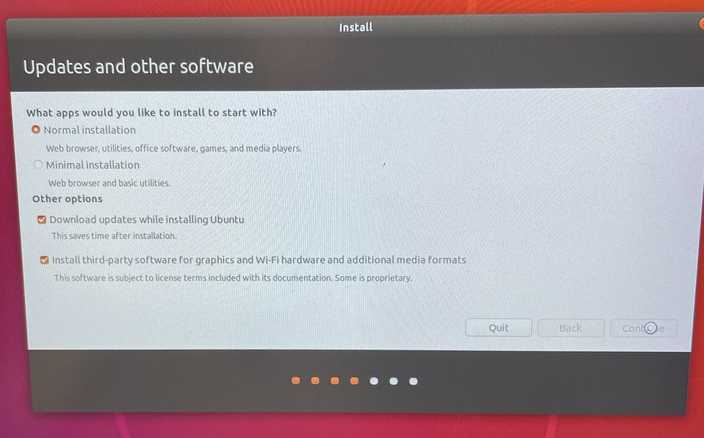 Install
Updates and other software
What apps would you like to install to start with?
Normal installation
Web browser, utilities, office software, games, and media players.
Minimal installation
Web browser and basic utilities.
Other options
Download updates while installing Ubuntu
This saves time after installation.
Install third-party software for graphics and Wi-Fi hardware and additional media formats
This software is subject to license terms included with its documentation. Some is proprietary.
Quit Back Continue